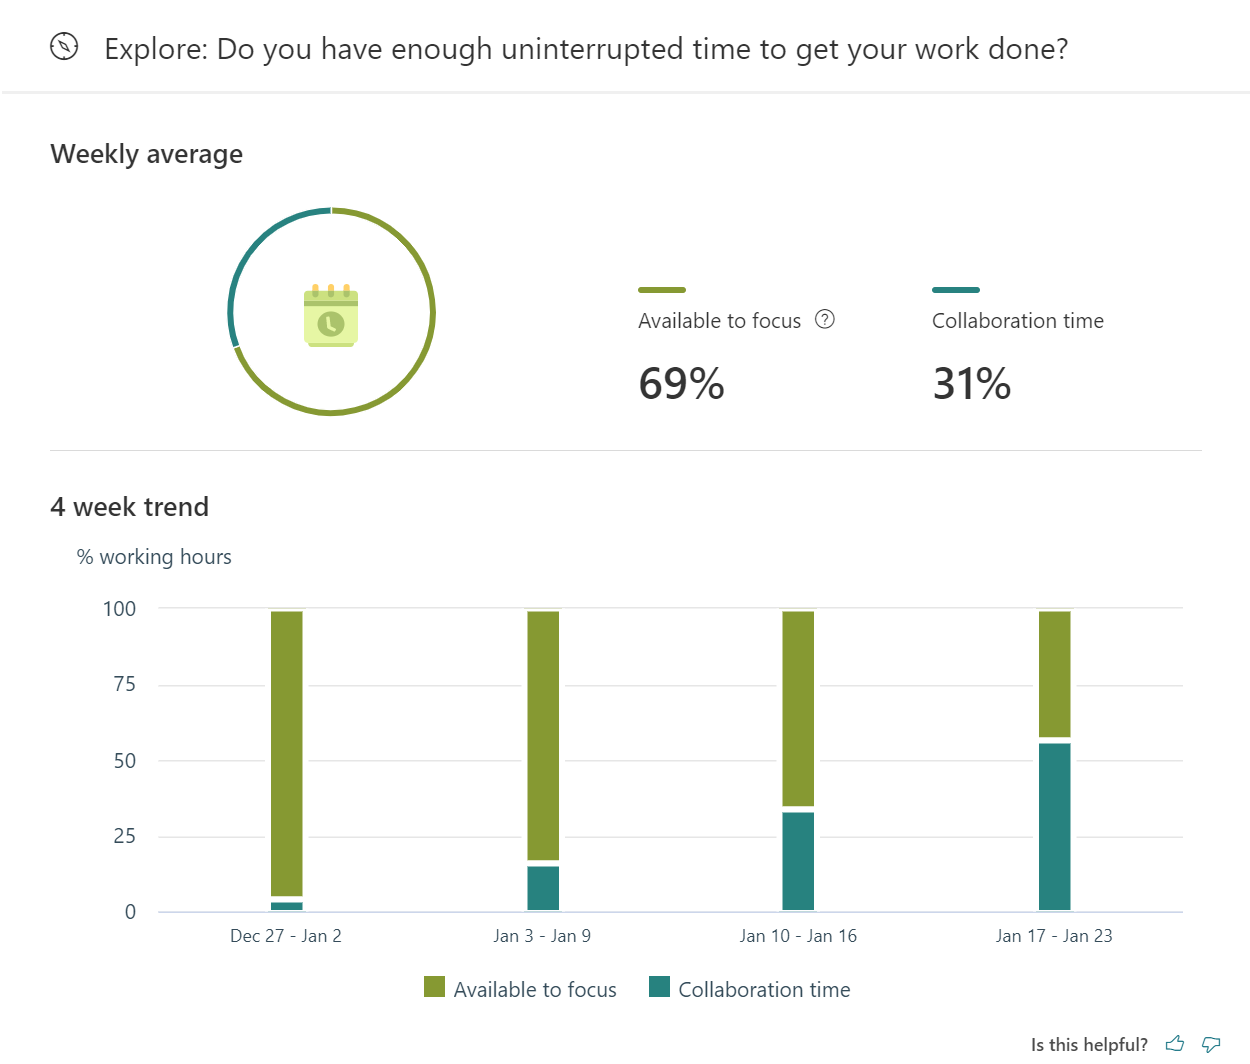 Explore: Do you have enough uninterrupted time to get your work done?
Weekly average
Available to focus ?
69%
Collaboration time
31%
4 week trend
% working hours
100
75
50
25
0
Dec 27 - Jan 2
Jan 3 - Jan 9
Jan 10 - Jan 16
Jan 17 - Jan 23
Available to focus
Collaboration time
Is this helpful?